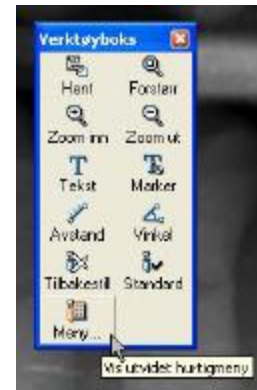 Verktøyboks
Hent Forstørr
Zoom inn Zoom ut
Tekst Marker
Avstand Vinkel
Tilbakestill Standard
Meny...
Vis utvidet hurtigmeny